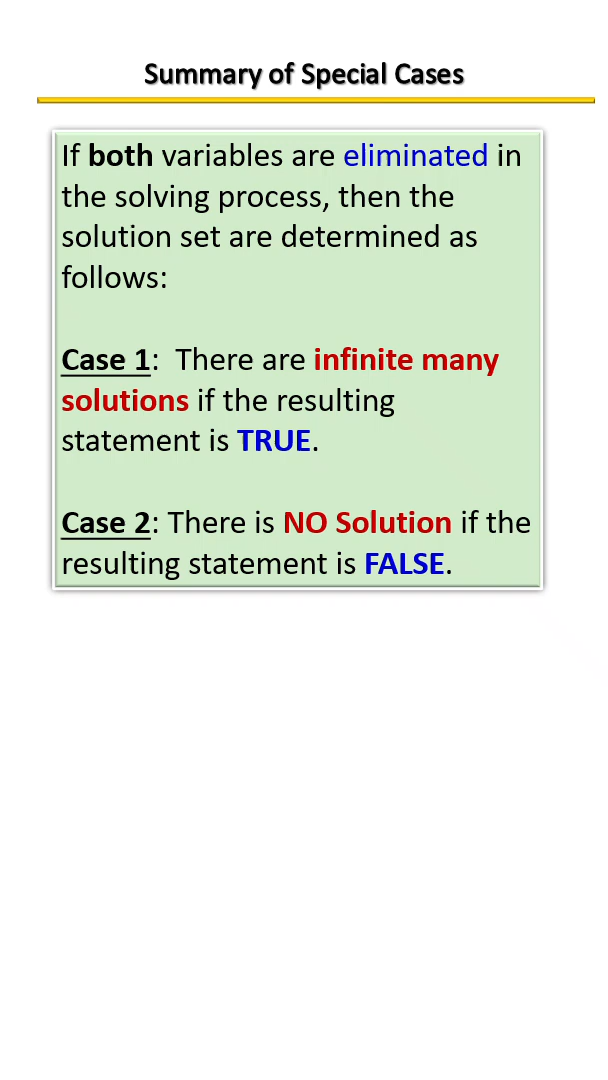 Summary of Special Cases
If both variables are eliminated in
the solving process, then the
solution set are determined as
follows:
Case 1:  There are infinite many
solutions if the resulting
statement is TRUE.
Case 2: There is NO Solution if the
resulting statement is FALSE.